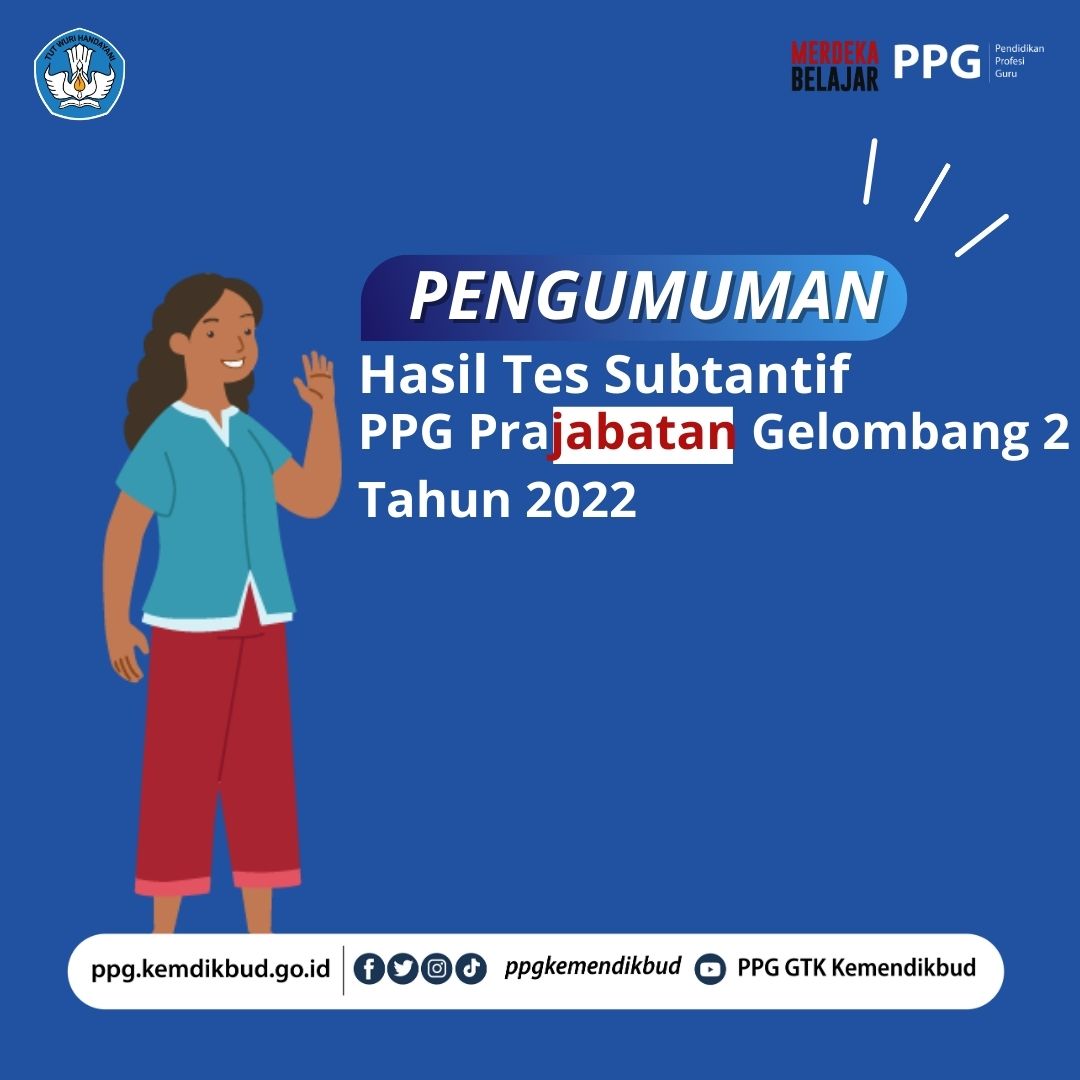 TUT WURI HANDAYANI
MERDEKA
BELAJAR
PPG
Pendidikan
Profesi
Guru
PENGUMUMAN
Hasil Tes Subtantif
PPG Prajabatan Gelombang 2
Tahun 2022
ppg.kemdikbud.go.id
ppgkemendikbud
PPG GTK Kemendikbud